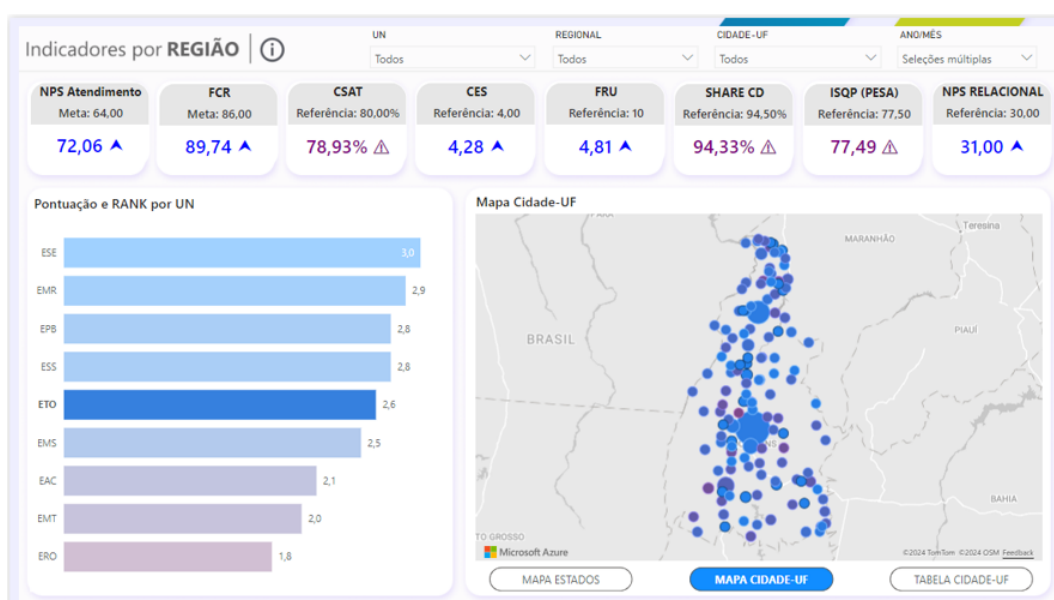 Indicadores por REGIÃO
UN
Todos
REGIONAL
Todos
CIDADE-UF
Todos
ANO/MÊS
Seleções múltiplas
NPS Atendimento
Meta: 64,00
72,06
FCR
Meta: 86,00
89,74
CSAT
Referência: 80,00%
78,93%
CES
Referência: 4,00
4,28
FRU
Referência: 10
4,81
SHARE CD
Referência: 94,50%
94,33%
ISQP (PESA)
Referência: 77,50
77,49
NPS RELACIONAL
Referência: 30,00
31,00
Pontuação e RANK por UN
ESE 3,0
EMR 2,9
EPB 2,8
ESS 2,8
ETO 2,6
EMS 2,5
EAC 2,1
EMT 2,0
ERO 1,8
Mapa Cidade-UF
MARANHÃO
Teresina
BRASIL
PIAUÍ
BAHIA
TO GROSSO
Microsoft Azure
©2024 TomTom ©2024 OSM Feedback
MAPA ESTADOS
MAPA CIDADE-UF
TABELA CIDADE-UF